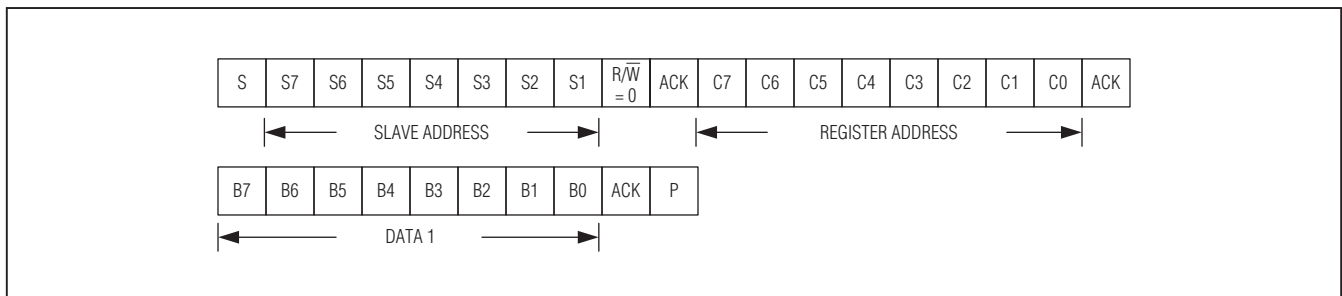 S S7 S6 S5 S4 S3 S2 S1 R/W̅ = 0 ACK C7 C6 C5 C4 C3 C2 C1 C0 ACK
SLAVE ADDRESS REGISTER ADDRESS
B7 B6 B5 B4 B3 B2 B1 B0 ACK P
DATA 1